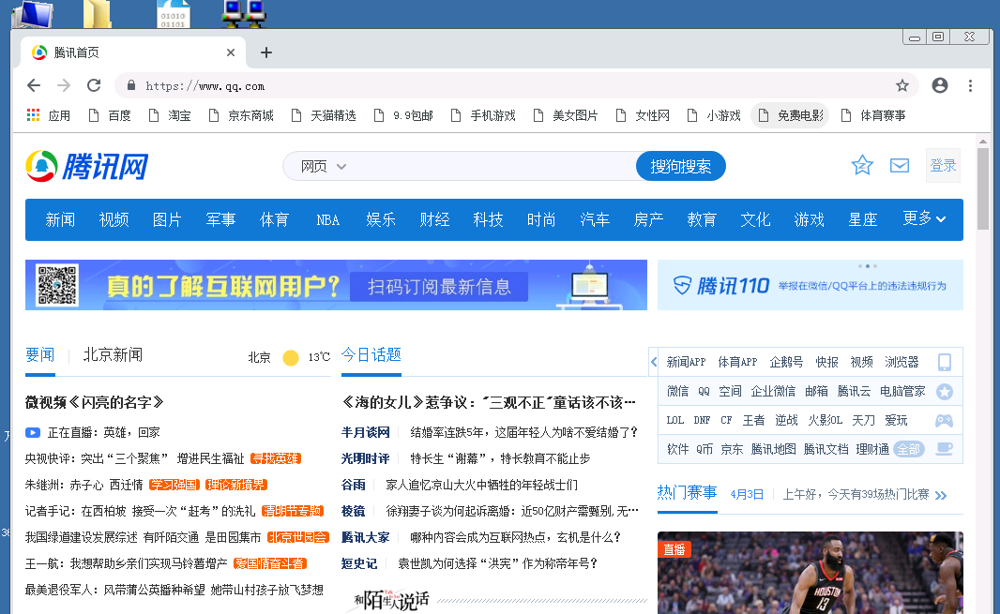 01010
01101
腾讯首页
https://www.qq.com
应用 百度 淘宝 京东商城 天猫精选 9.9包邮 手机游戏 美女图片 女性网 小游戏 免费电影 体育赛事
腾讯网 网页 搜狗搜索 登录
新闻 视频 图片 军事 体育 NBA 娱乐 财经 科技 时尚 汽车 房产 教育 文化 游戏 星座 更多
真的了解互联网用户? 扫码订阅最新信息
腾讯110 举报在微信/QQ平台上的违法违规行为
要闻 北京新闻 北京 13℃
微视频《闪亮的名字》
正在直播：英雄，回家
央视快评：突出“三个聚焦” 增进民生福祉 寻找英雄
朱继洲：赤子心 西迁情 学习强国 理论新境界
记者手记：在西柏坡 接受一次“赶考”的洗礼 清明节专题
我国绿道建设发展综述 有阡陌交通 是田园集市 北京世园会
王一航：我想帮助乡亲们实现马铃薯增产 爱国情奋斗者
最美退役军人：风带蒲公英播种希望 她带山村孩子放飞梦想
今日话题
《海的女儿》惹争议："三观不正"童话该不该…
半月谈网 结婚率连跌5年，这届年轻人为啥不爱结婚了？
光明时评 特长生“谢幕”，特长教育不能止步
谷雨 家人追忆凉山大火中牺牲的年轻战士们
棱镜 徐翔妻子谈为何起诉离婚：近50亿财产需甄别,无…
腾讯大家 哪种内容会成为互联网热点，玄机是什么？
短史记 袁世凯为何选择“洪宪”作为称帝年号？
和陌生人说话
新闻APP 体育APP 企鹅号 快报 视频 浏览器
微信 QQ 空间 企业微信 邮箱 腾讯云 电脑管家
LOL DNF CF 王者 逆战 火影OL 天刀 爱玩
软件 Q币 京东 腾讯地图 腾讯文档 理财通 全部
热门赛事 4月3日 上午好，今天有39场热门比赛
直播
HOUSTON
13